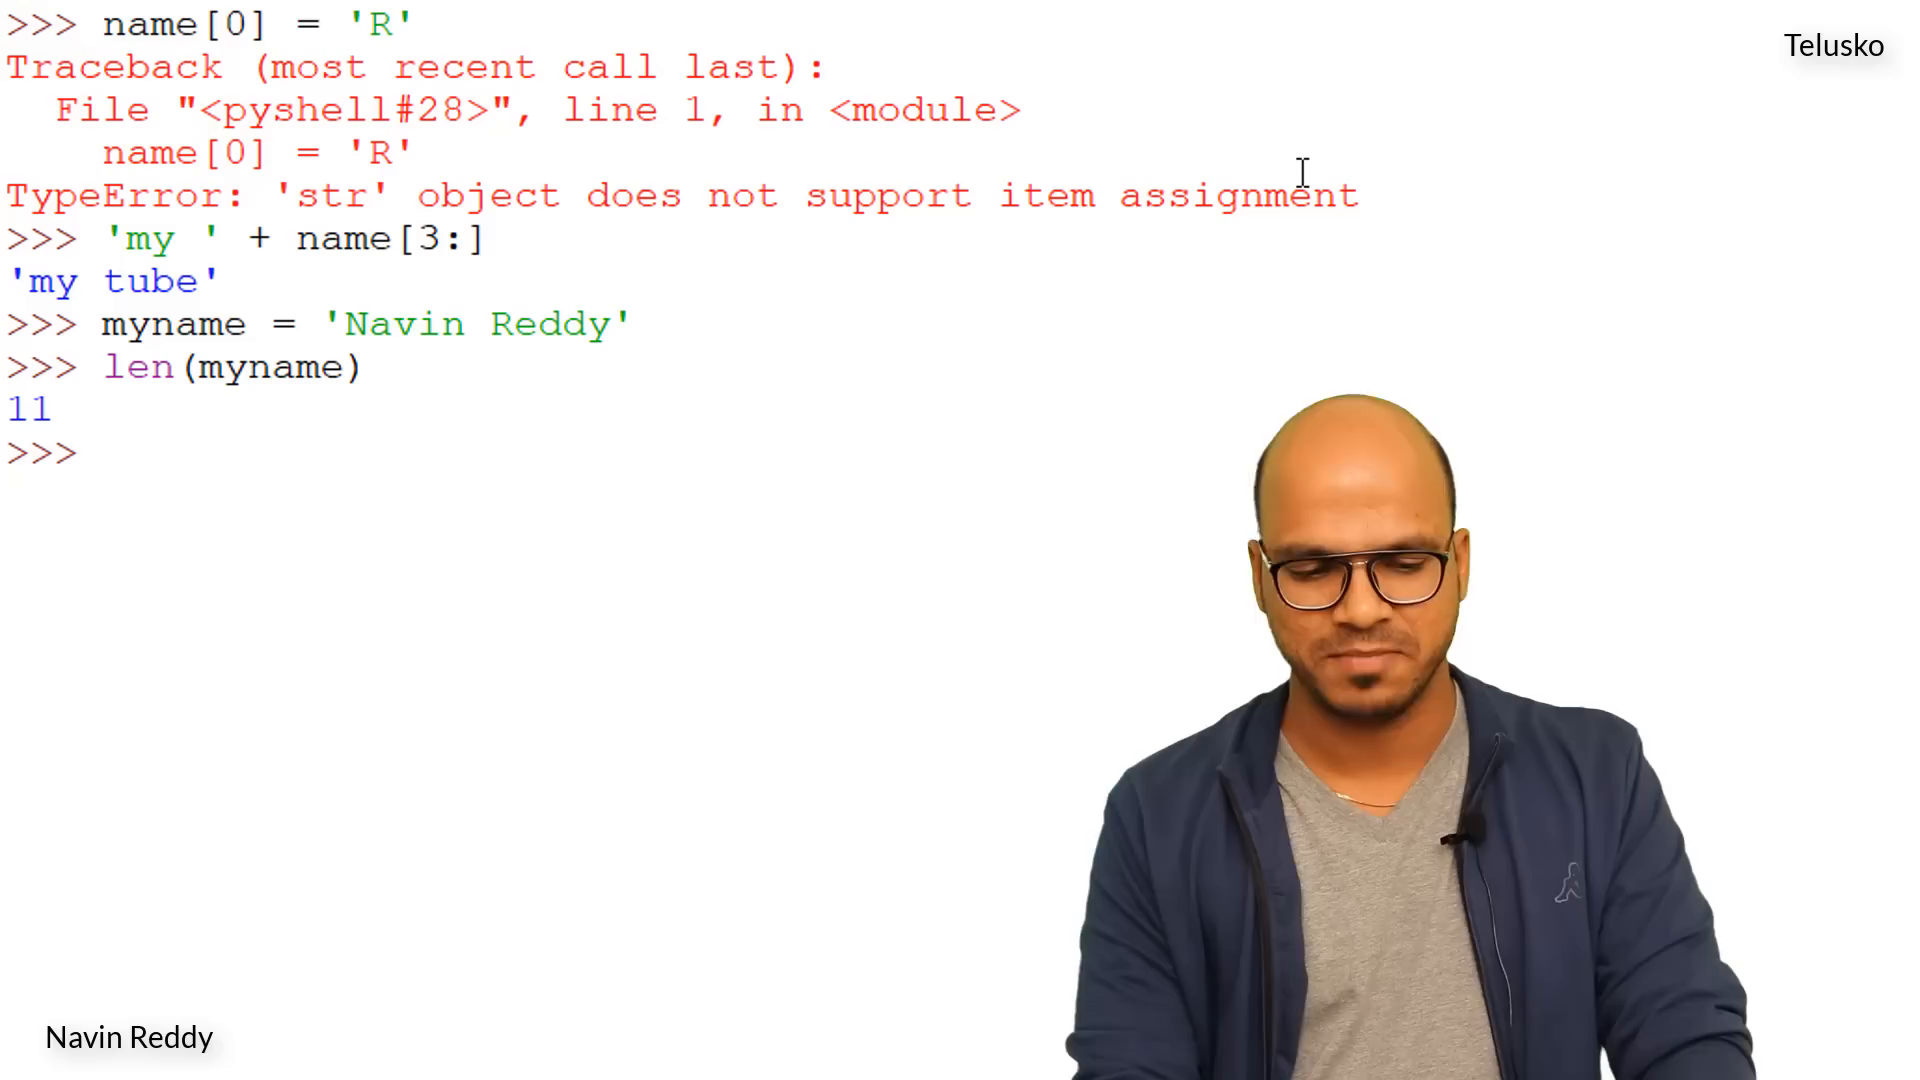 >>> name[0] = 'R'
Telusko
Traceback (most recent call last):
  File "<pyshell#28>", line 1, in <module>
    name[0] = 'R'
TypeError: 'str' object does not support item assignment
>>> 'my ' + name[3:]
'my tube'
>>> myname = 'Navin Reddy'
>>> len(myname)
11
>>>
Navin Reddy